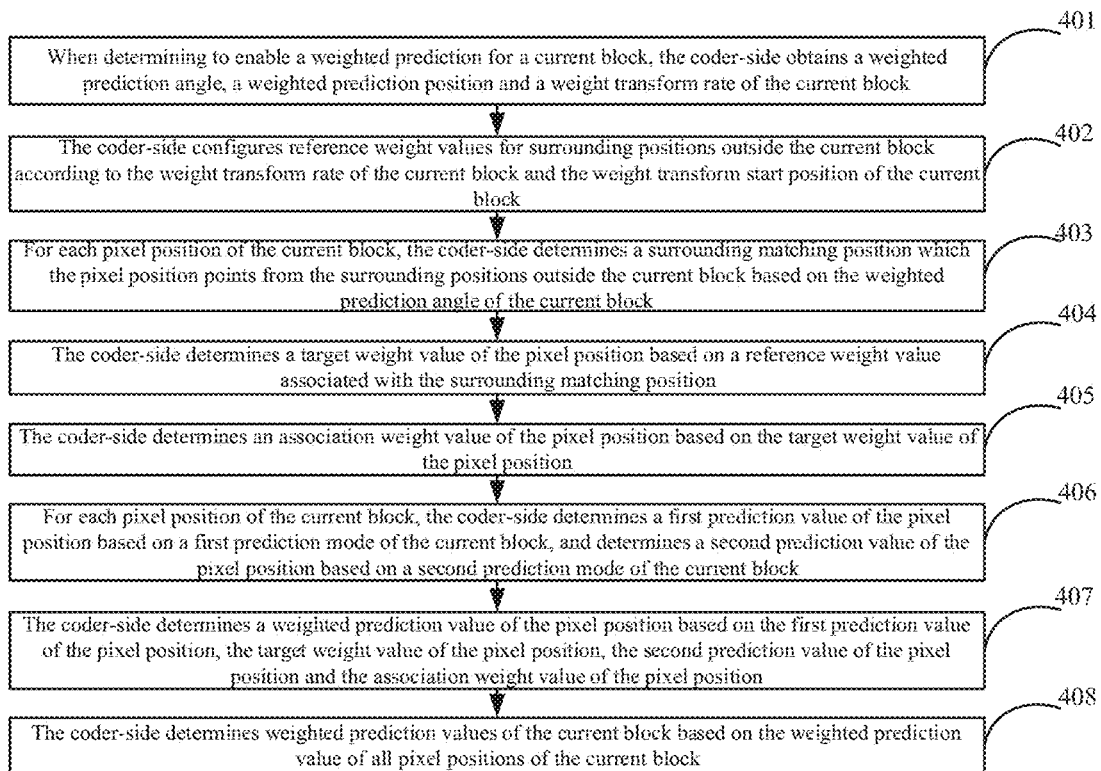 401
When determining to enable a weighted prediction for a current block, the coder-side obtains a weighted
prediction angle, a weighted prediction position and a weight transform rate of the current block
402
The coder-side configures reference weight values for surrounding positions outside the current block
according to the weight transform rate of the current block and the weight transform start position of the current
block
403
For each pixel position of the current block, the coder-side determines a surrounding matching position which
the pixel position points from the surrounding positions outside the current block based on the weighted
prediction angle of the current block
404
The coder-side determines a target weight value of the pixel position based on a reference weight value
associated with the surrounding matching position
405
The coder-side determines an association weight value of the pixel position based on the target weight value of
the pixel position
406
For each pixel position of the current block, the coder-side determines a first prediction value of the pixel
position based on a first prediction mode of the current block, and determines a second prediction value of the
pixel position based on a second prediction mode of the current block
407
The coder-side determines a weighted prediction value of the pixel position based on the first prediction value
of the pixel position, the target weight value of the pixel position, the second prediction value of the pixel
position and the association weight value of the pixel position
408
The coder-side determines weighted prediction values of the current block based on the weighted prediction
value of all pixel positions of the current block